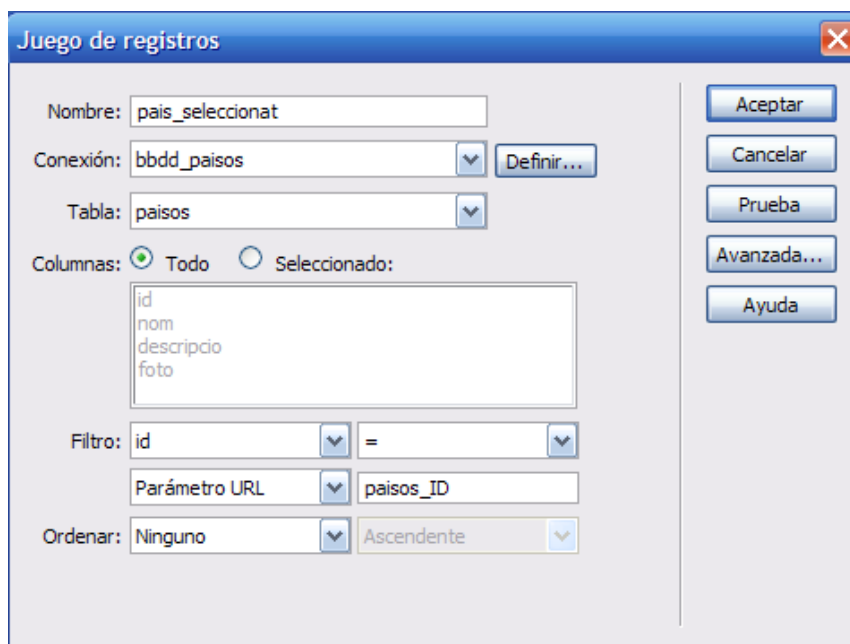 Juego de registros
Nombre: pais_seleccionat
Conexión: bbdd_paisos Definir...
Tabla: paisos
Columnas: Todo Seleccionado:
id
nom
descripcio
foto
Filtro: id =
Parámetro URL paisos_ID
Ordenar: Ninguno Ascendente
Aceptar
Cancelar
Prueba
Avanzada...
Ayuda